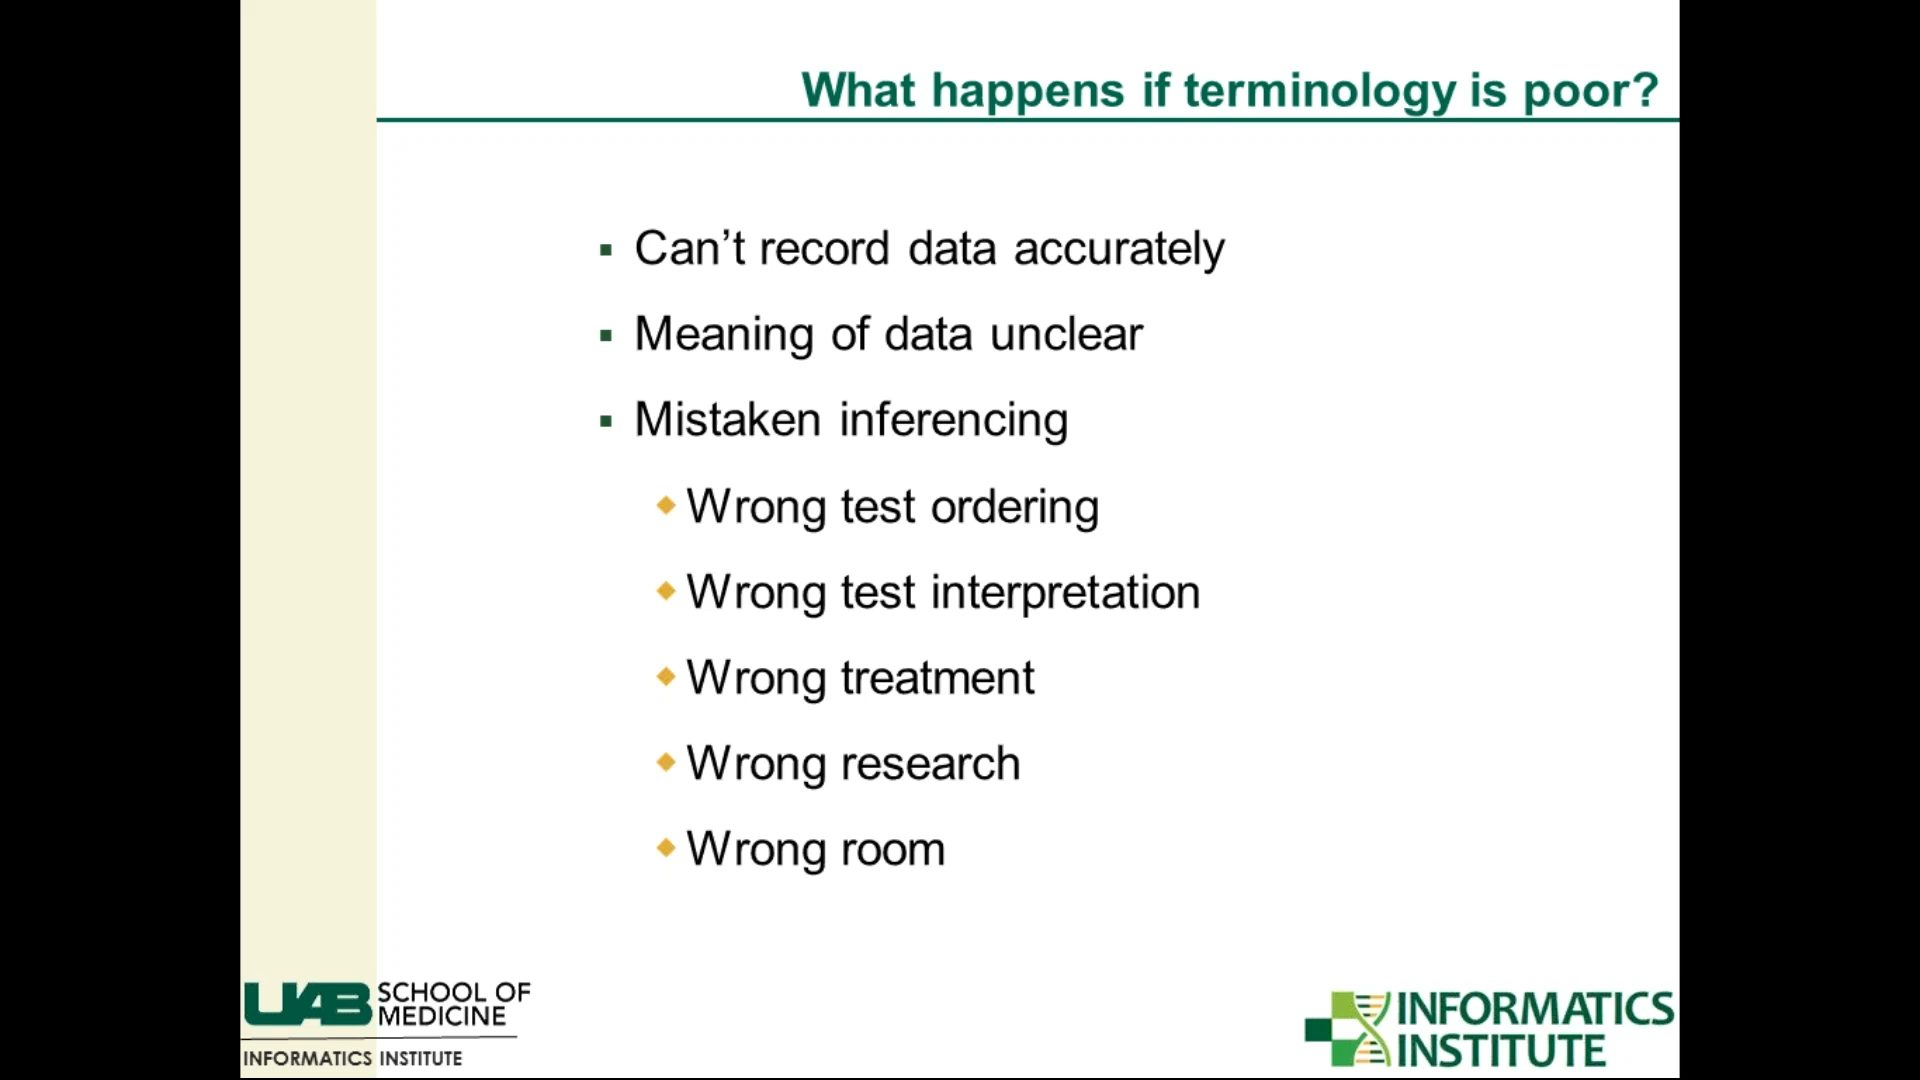 What happens if terminology is poor?
Can’t record data accurately
Meaning of data unclear
Mistaken inferencing
Wrong test ordering
Wrong test interpretation
Wrong treatment
Wrong research
Wrong room
UAB SCHOOL OF
MEDICINE
INFORMATICS INSTITUTE
INFORMATICS
INSTITUTE